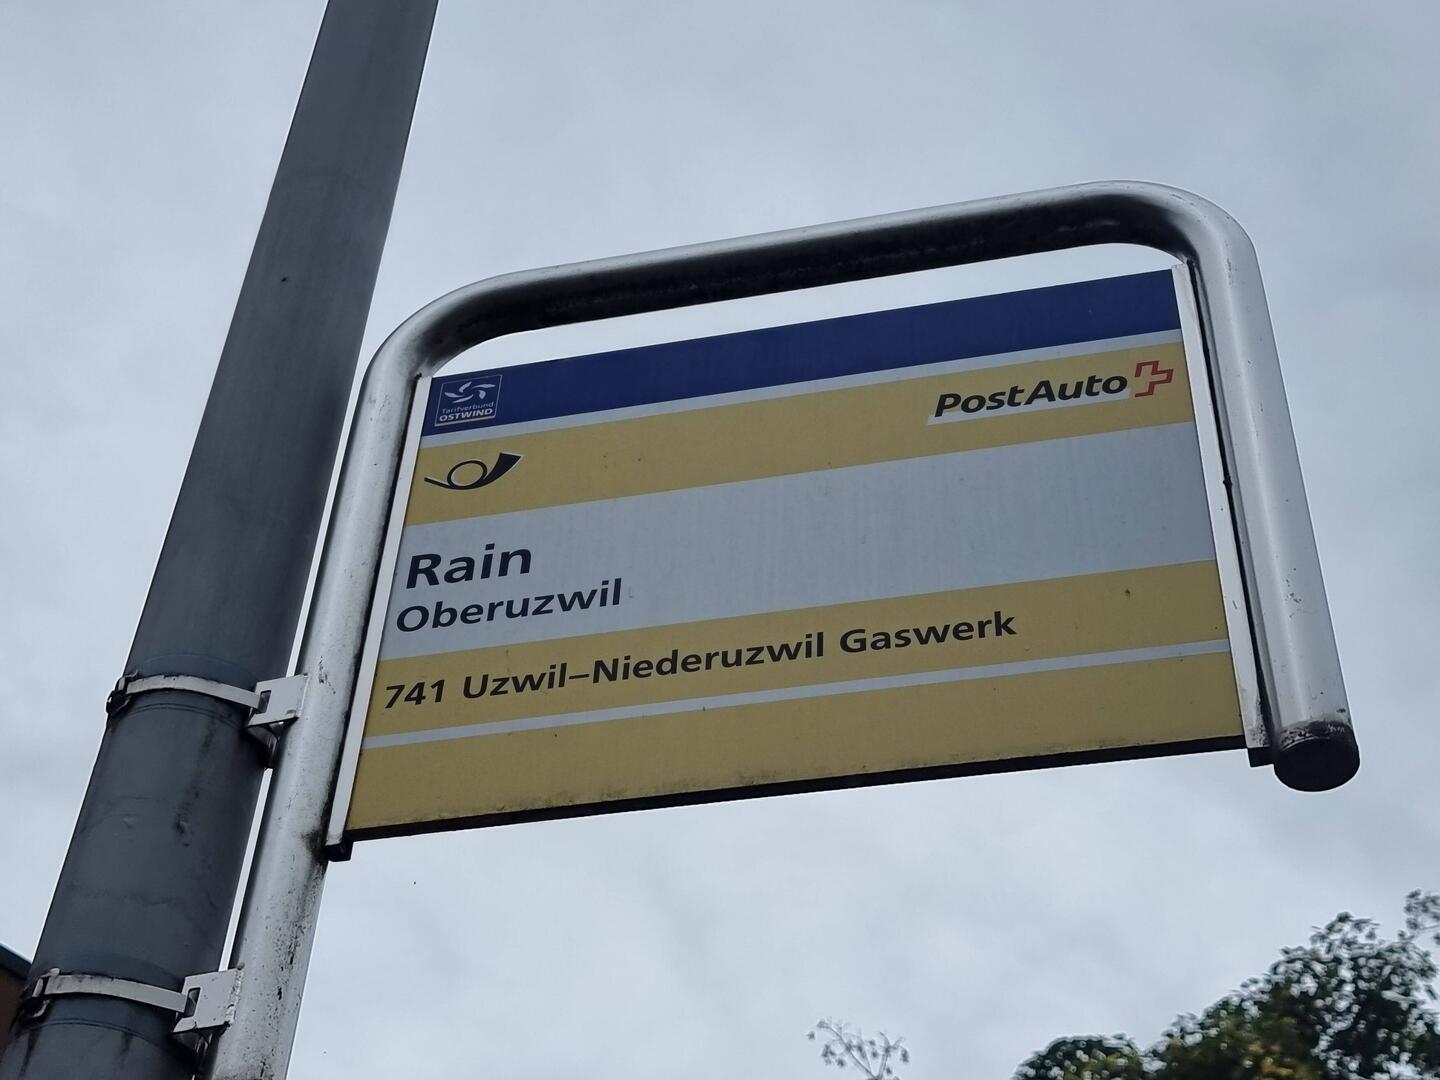 Tarifverbund
OSTWIND
PostAuto
Rain
Oberuzwil
741 Uzwil–Niederuzwil Gaswerk